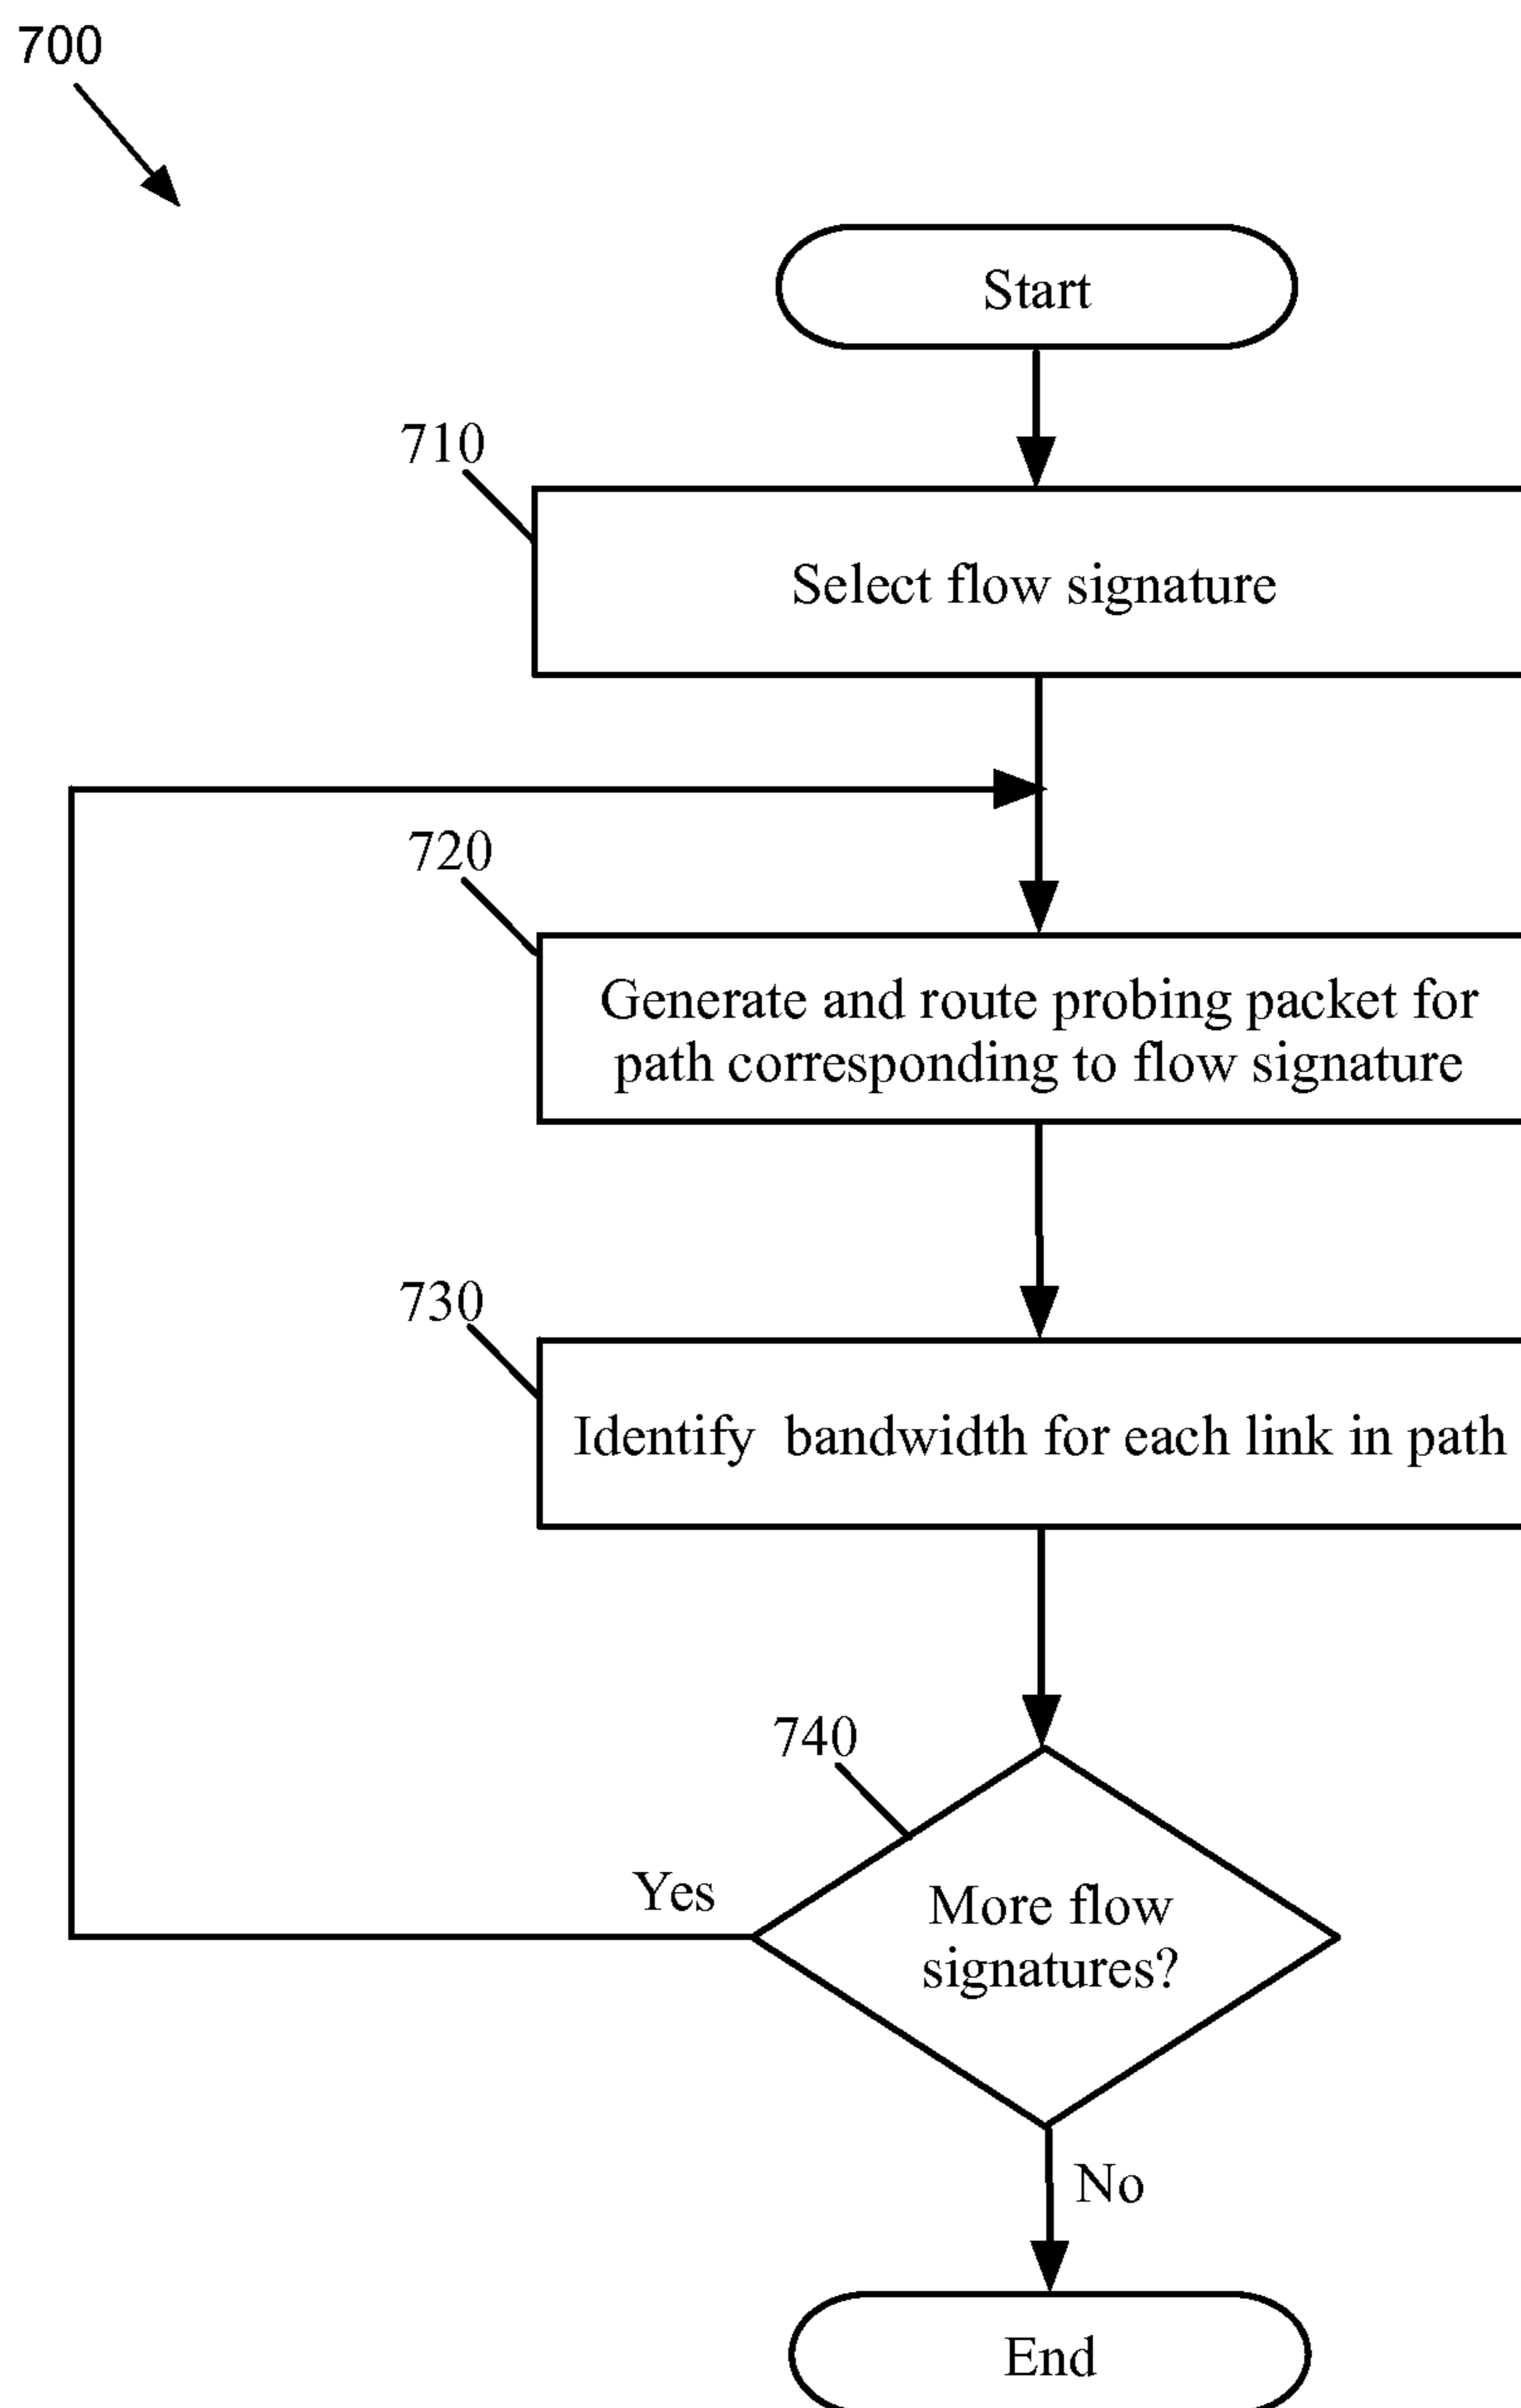 700
Start
710
Select flow signature
720
Generate and route probing packet for
path corresponding to flow signature
730
Identify bandwidth for each link in path
740
Yes
More flow
signatures?
No
End